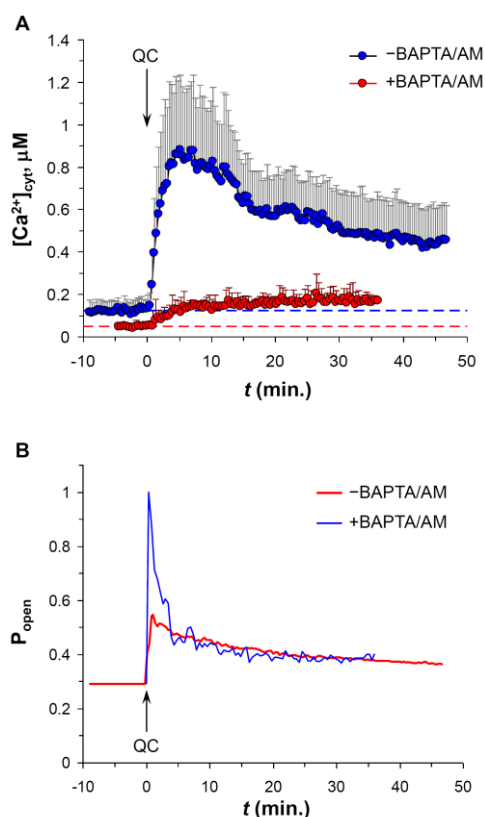 A
QC
−BAPTA/AM
+BAPTA/AM
[Ca²⁺]cyt, µM
1.4
1.2
1
0.8
0.6
0.4
0.2
0
-10 0 10 20 30 40 50
t (min.)
B
−BAPTA/AM
+BAPTA/AM
Popen
1
0.8
0.6
0.4
0.2
0
QC
-10 0 10 20 30 40 50
t (min.)